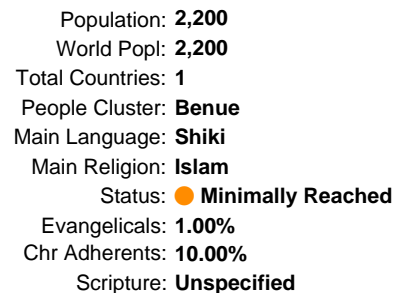 Population: 2,200
World Popl: 2,200
Total Countries: 1
People Cluster: Benue
Main Language: Shiki
Main Religion: Islam
Status: Minimally Reached
Evangelicals: 1.00%
Chr Adherents: 10.00%
Scripture: Unspecified